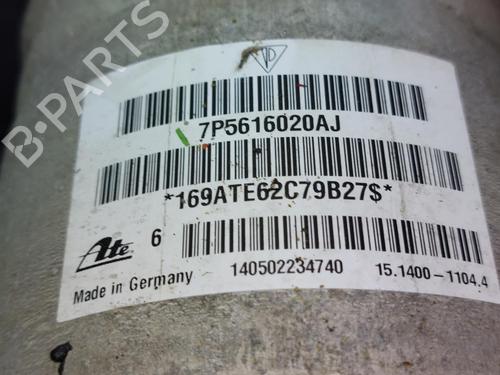 B-PARTS
7P5616020AJ
*169ATE62C79B27$*
Ate 6
Made in Germany 140502234740 15.1400-1104.4